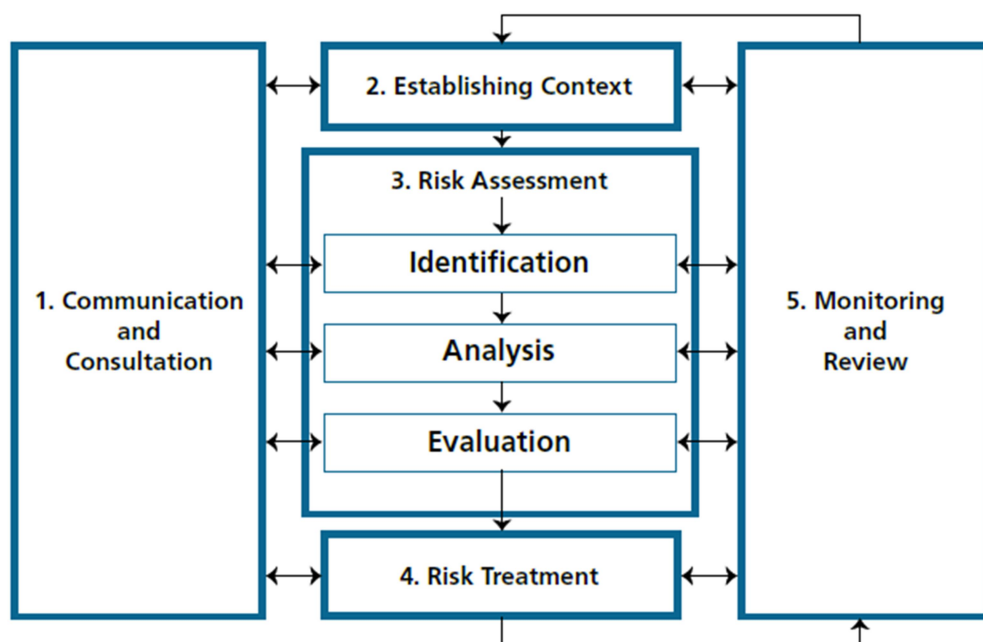 2. Establishing Context
3. Risk Assessment
Identification
1. Communication
and
Consultation
5. Monitoring
and
Review
Analysis
Evaluation
4. Risk Treatment